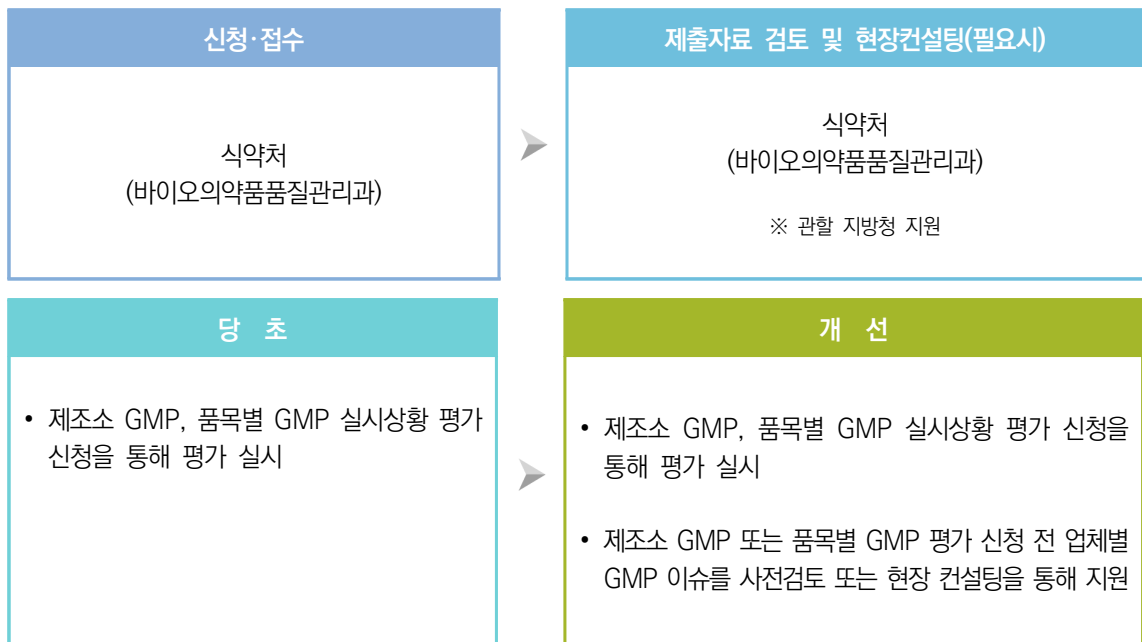 신청·접수
식약처
(바이오의약품품질관리과)
제출자료 검토 및 현장컨설팅(필요시)
식약처
(바이오의약품품질관리과)
※ 관할 지방청 지원
당 초
• 제조소 GMP, 품목별 GMP 실시상황 평가
신청을 통해 평가 실시
개 선
• 제조소 GMP, 품목별 GMP 실시상황 평가 신청을
통해 평가 실시
• 제조소 GMP 또는 품목별 GMP 평가 신청 전 업체별
GMP 이슈를 사전검토 또는 현장 컨설팅을 통해 지원